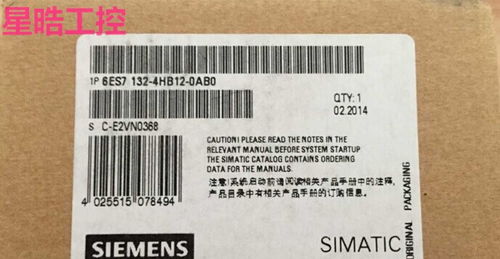 星皓工控
1P 6ES7 132-4HB12-0AB0
QTY:1
02.2014
S C-E2VN0368
CAUTION! PLEASE READ THE NOTES IN THE
RELEVANT MANUAL BEFORE SYSTEM STARTUP
THE SIMATIC CATALOG CONTAINS ORDERING
DATA FOR THE MANUALS.
注意!系统启动前请阅读相关产品手册中的注释,
产品目录中有相关产品手册的订购信息.
4 025515 078494
SIEMENS
SIMATIC
ORIGINAL PACKAGING